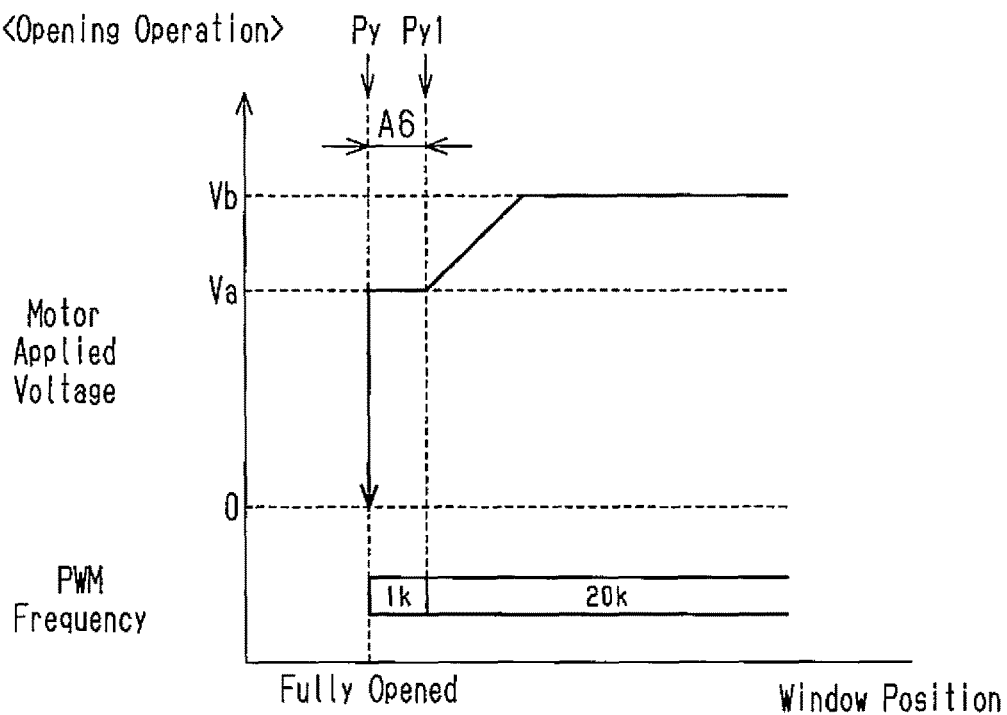 <Opening Operation>
Py Py1
A6
Vb
Va
Motor
Applied
Voltage
0
PWM
Frequency
1k
20k
Fully Opened
Window Position